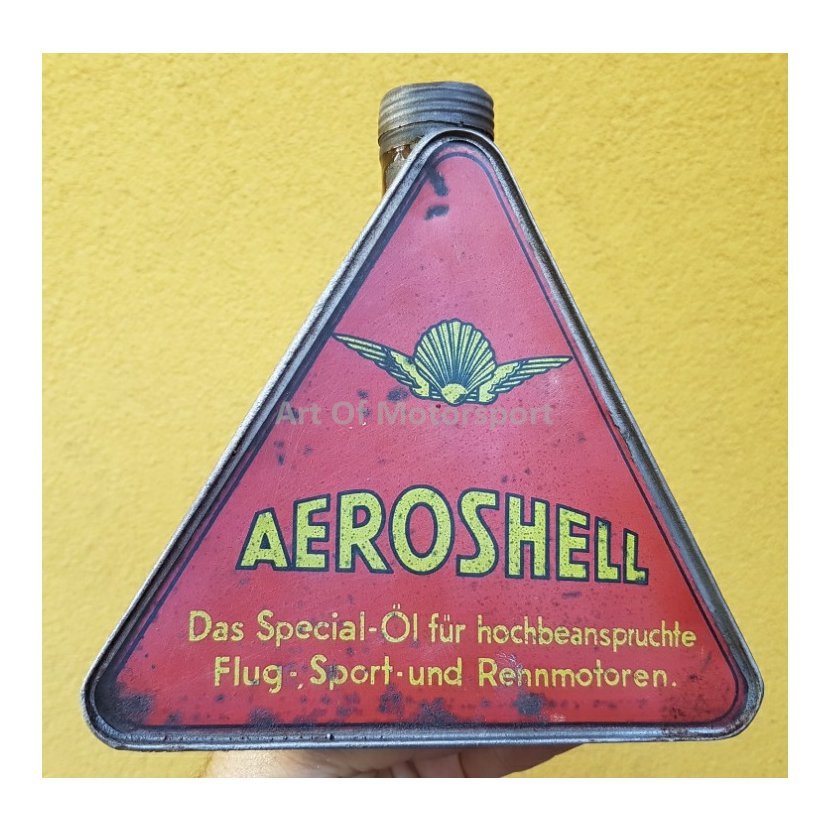 Art Of Motorsport
AEROSHELL
Das Special-Öl für hochbeanspruchte
Flug-, Sport-und Rennmotoren.